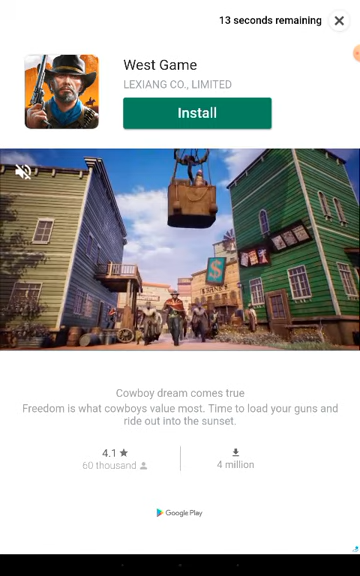 13 seconds remaining
West Game
LEXIANG CO., LIMITED
Install
$
Cowboy dream comes true
Freedom is what cowboys value most. Time to load your guns and
ride out into the sunset.
4.1 ★
60 thousand
4 million
Google Play